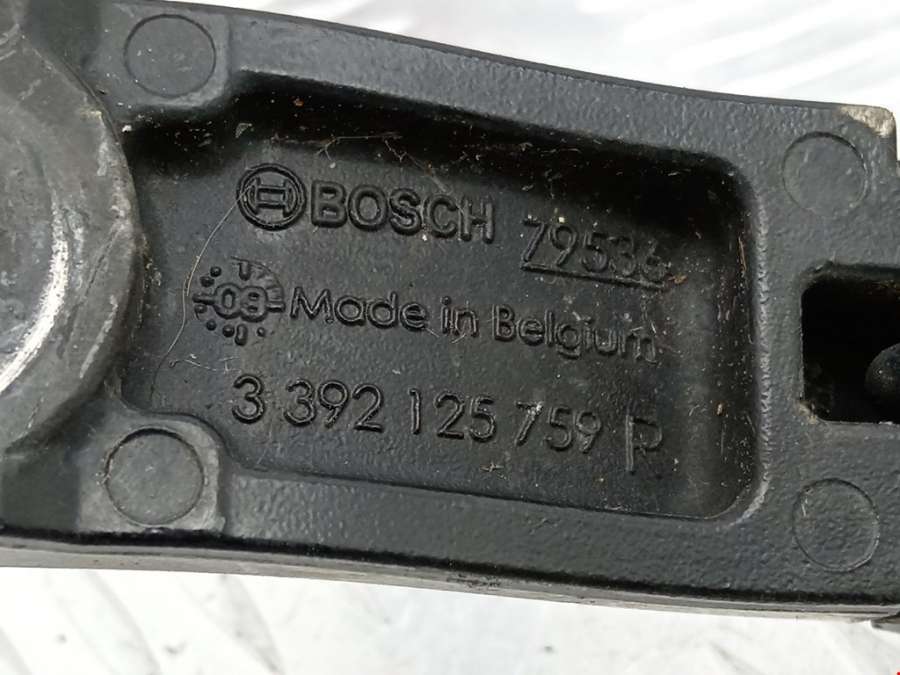 BOSCH 79536
08 Made in Belgium
3 392 125 759 R